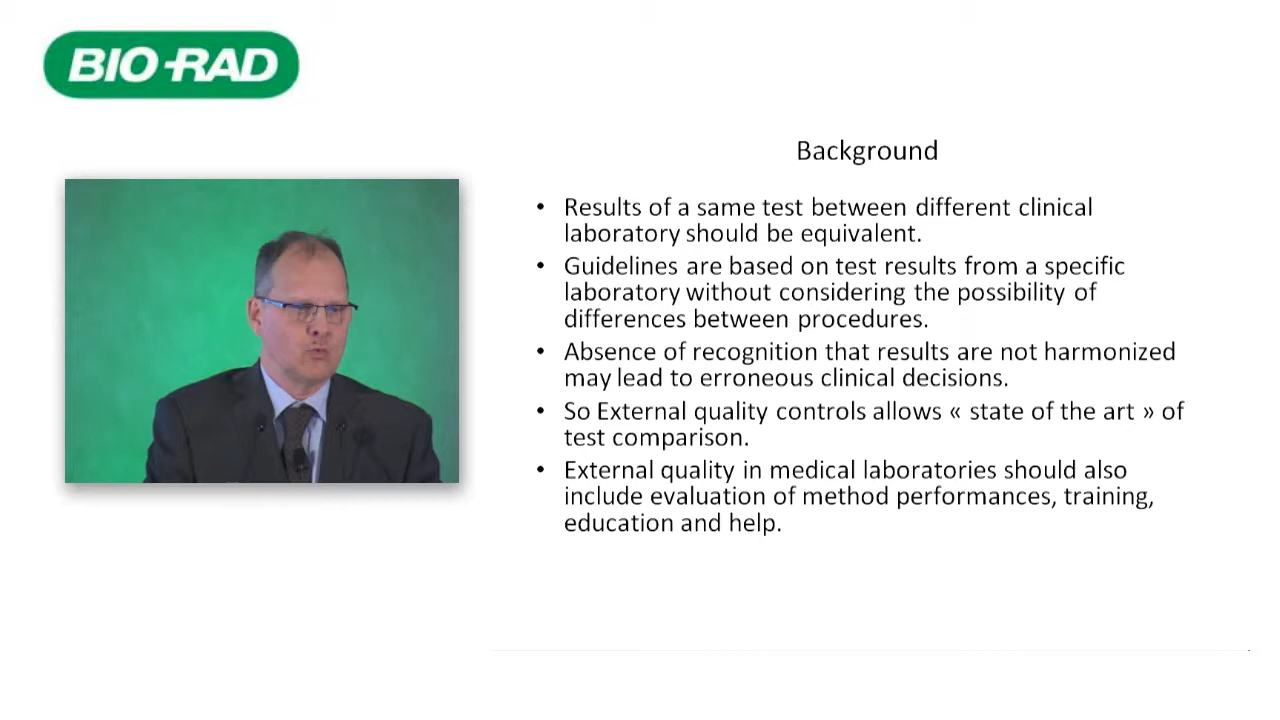 BIO-RAD
Background
• Results of a same test between different clinical
laboratory should be equivalent.
• Guidelines are based on test results from a specific
laboratory without considering the possibility of
differences between procedures.
• Absence of recognition that results are not harmonized
may lead to erroneous clinical decisions.
• So External quality controls allows « state of the art » of
test comparison.
• External quality in medical laboratories should also
include evaluation of method performances, training,
education and help.